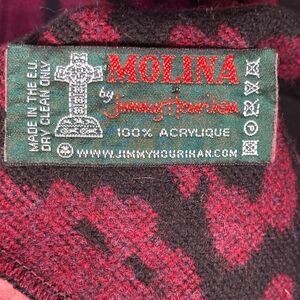 MADE IN THE E.U.
DRY CLEAN ONLY
MOLINA
by
Jimmy Hourihan
100% ACRYLIQUE
WWW.JIMMYHOURIHAN.COM